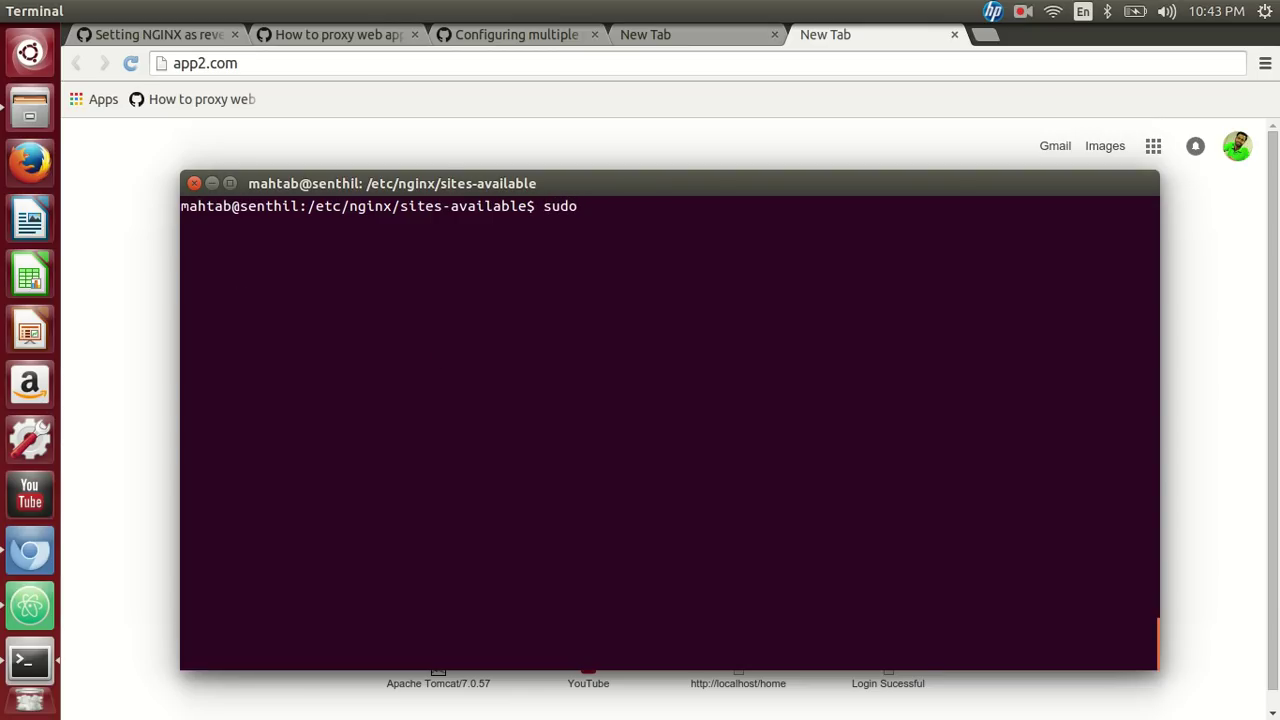 Terminal
En
10:43 PM
Setting NGINX as reve
How to proxy web app
Configuring multiple
New Tab
New Tab
app2.com
Apps
How to proxy web
Gmail
Images
mahtab@senthil: /etc/nginx/sites-available
mahtab@senthil:/etc/nginx/sites-available$ sudo
You
Tube
Apache Tomcat/7.0.57
YouTube
http://localhost/home
Login Sucessful